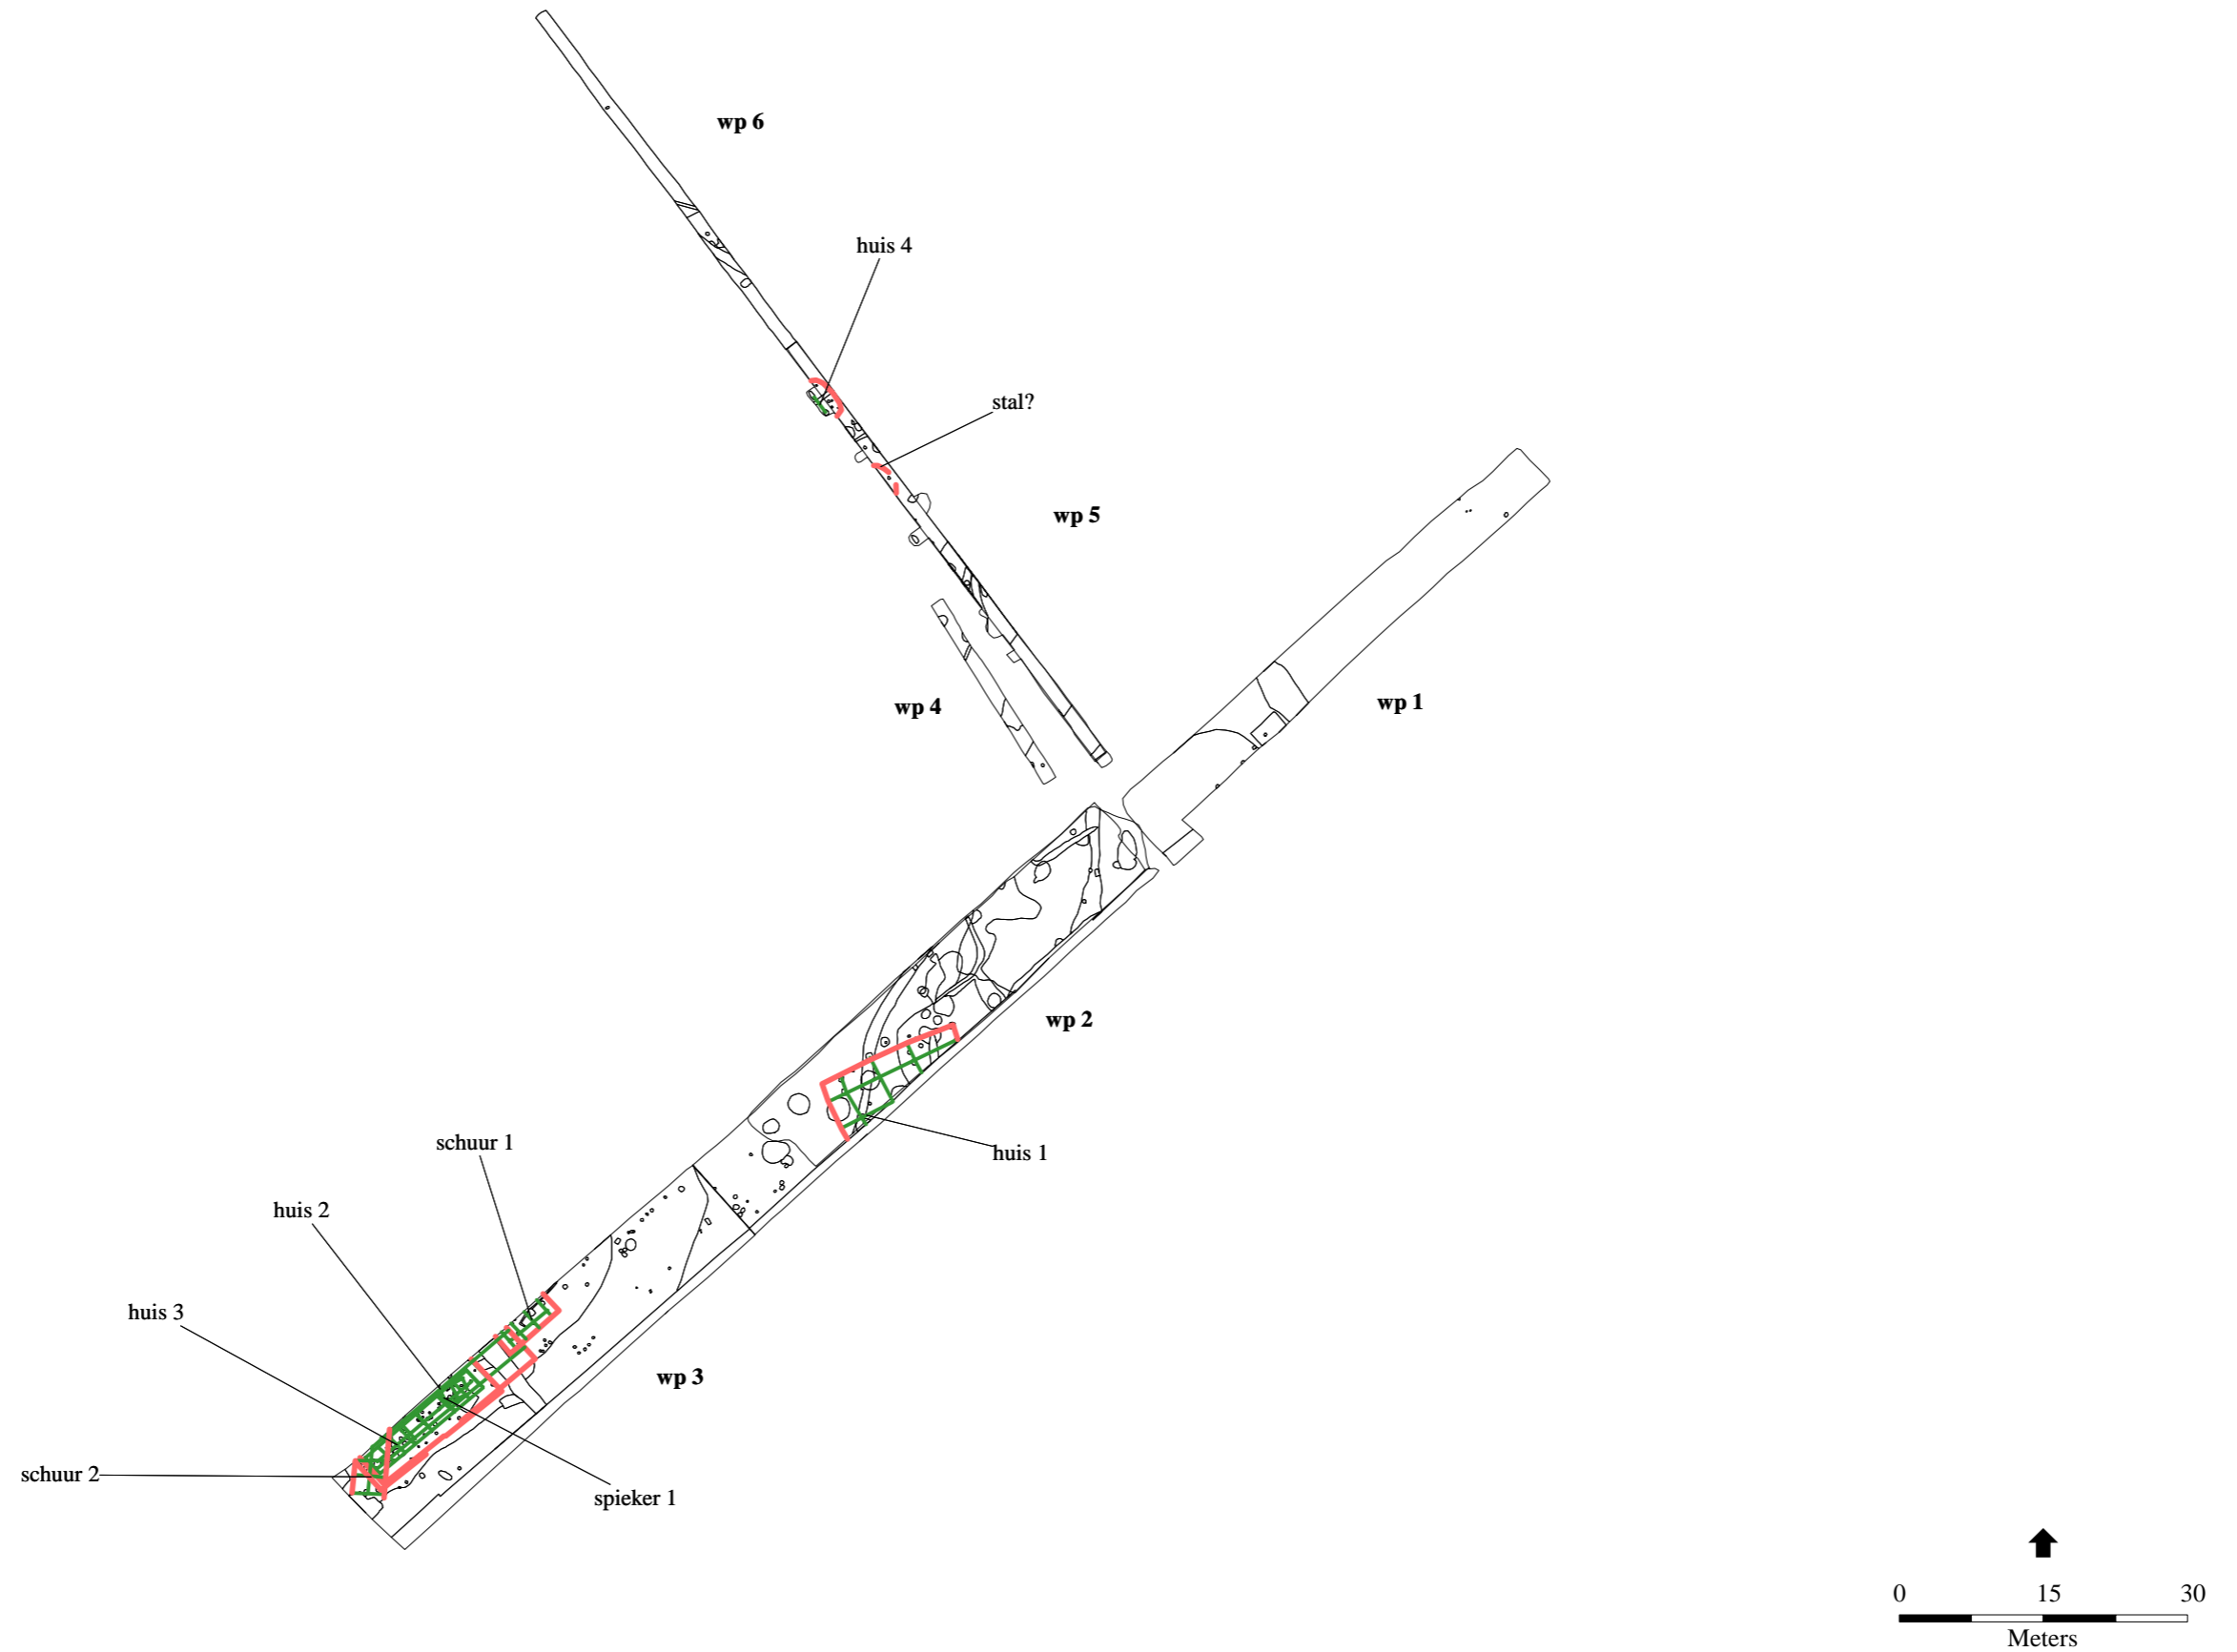 wp 6
huis 4
stal?
wp 5
wp 4
wp 1
wp 2
schuur 1
huis 1
huis 2
huis 3
wp 3
schuur 2
spieker 1
0 15 30
Meters